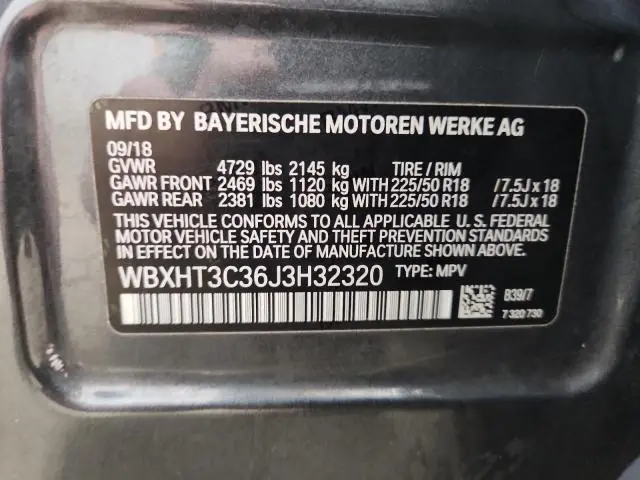 MFD BY BAYERISCHE MOTOREN WERKE AG
09/18
GVWR 4729 lbs 2145 kg TIRE / RIM
GAWR FRONT 2469 lbs 1120 kg WITH 225/50 R18 / 7.5J x 18
GAWR REAR 2381 lbs 1080 kg WITH 225/50 R18 / 7.5J x 18
THIS VEHICLE CONFORMS TO ALL APPLICABLE U. S. FEDERAL
MOTOR VEHICLE SAFETY AND THEFT PREVENTION STANDARDS
IN EFFECT ON THE DATE OF MANUFACTURE SHOWN ABOVE.
WBXHT3C36J3H32320 TYPE: MPV
B39/7
7 320 730